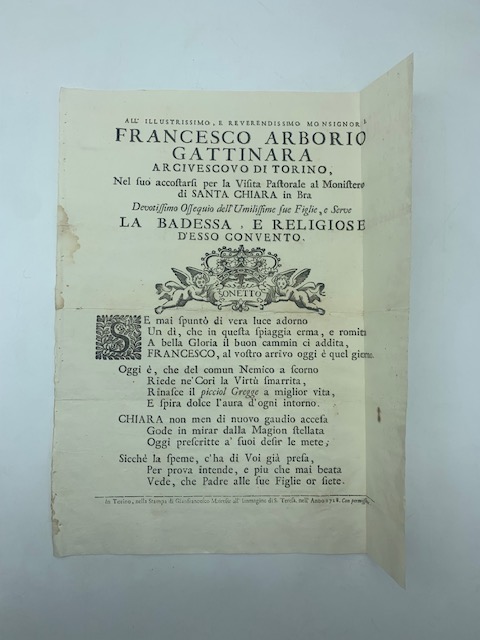 ALL' ILLUSTRISSIMO, E REVERENDISSIMO MONSIGNOR
FRANCESCO ARBORIO
GATTINARA
ARCIVESCOVO DI TORINO,
Nel suo accostarsi per la Visita Pastorale al Monistero
di SANTA CHIARA in Bra
Devotissimo Ossequio dell'Umilissime sue Figlie, e Serve
LA BADESSA, E RELIGIOSE
D'ESSO CONVENTO.
SONETTO
SE mai spuntò di vera luce adorno
Un dì, che in questa spiaggia erma, e romita
A bella Gloria il buon cammin ci addita,
FRANCESCO, al vostro arrivo oggi è quel giorno.
Oggi è, che del comun Nemico a scorno
Riede ne' Cori la Virtù smarrita,
Rinasce il picciol Gregge a miglior vita,
E spira dolce l'aura d'ogni intorno.
CHIARA non men di nuovo gaudio accesa
Gode in mirar dalla Magion stellata
Oggi prescritte a' suoi desir le mete;
Sicchè la speme, c'ha di Voi già presa,
Per prova intende, e più che mai beata
Vede, che Padre alle sue Figlie or siete.
In Torino, nella Stampa di Gianfrancesco Mairesse all' Immagine di S. Teresa. nell' Anno 1728. Con permiss.